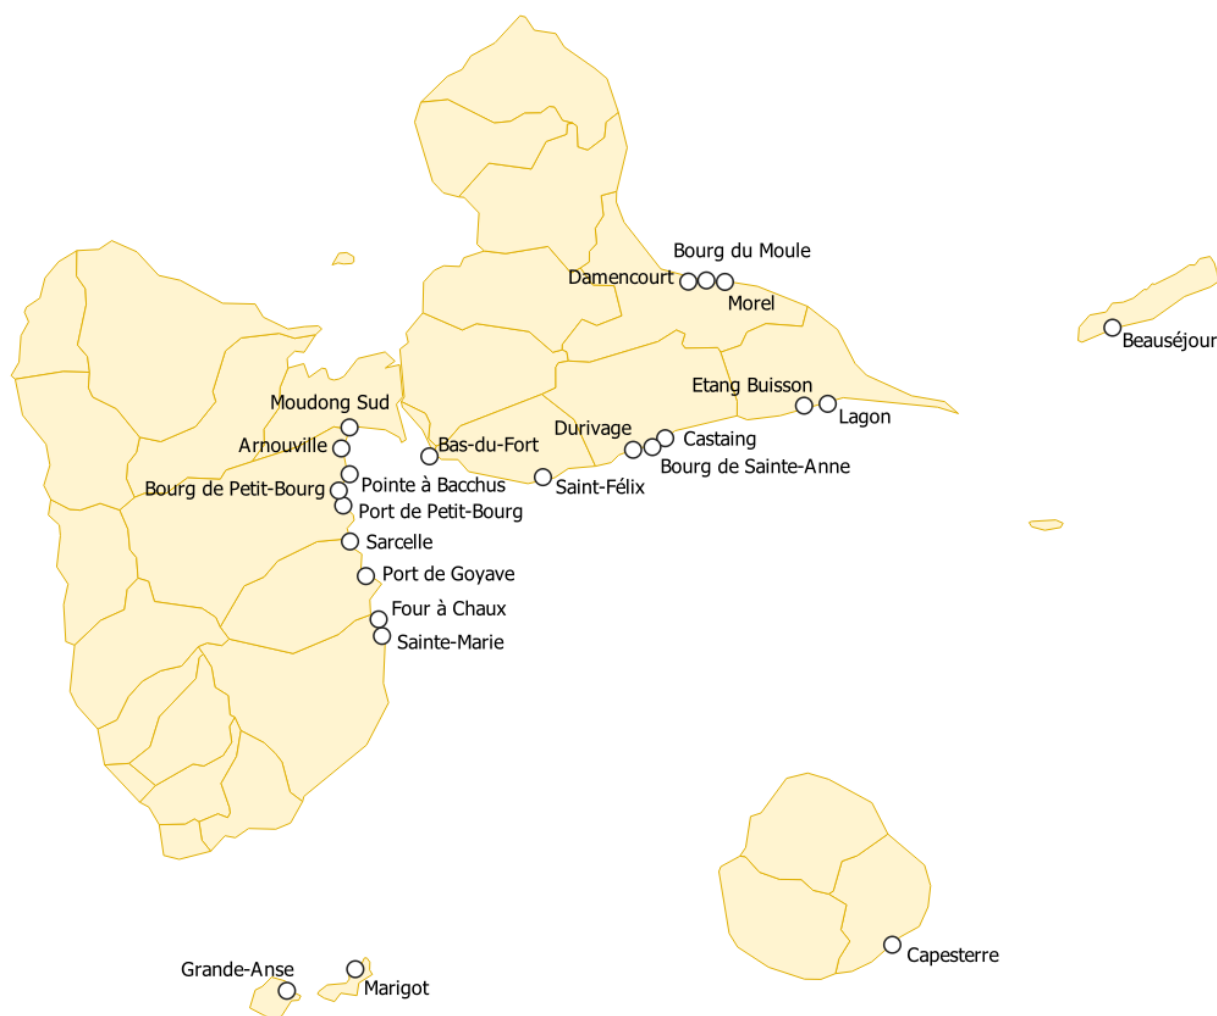 Bourg du Moule
Damencourt
Morel
Beauséjour
Etang Buisson
Lagon
Moudong Sud
Durivage
Castaing
Arnouville
Bas-du-Fort
Bourg de Sainte-Anne
Pointe à Bacchus
Saint-Félix
Bourg de Petit-Bourg
Port de Petit-Bourg
Sarcelle
Port de Goyave
Four à Chaux
Sainte-Marie
Capesterre
Grande-Anse
Marigot